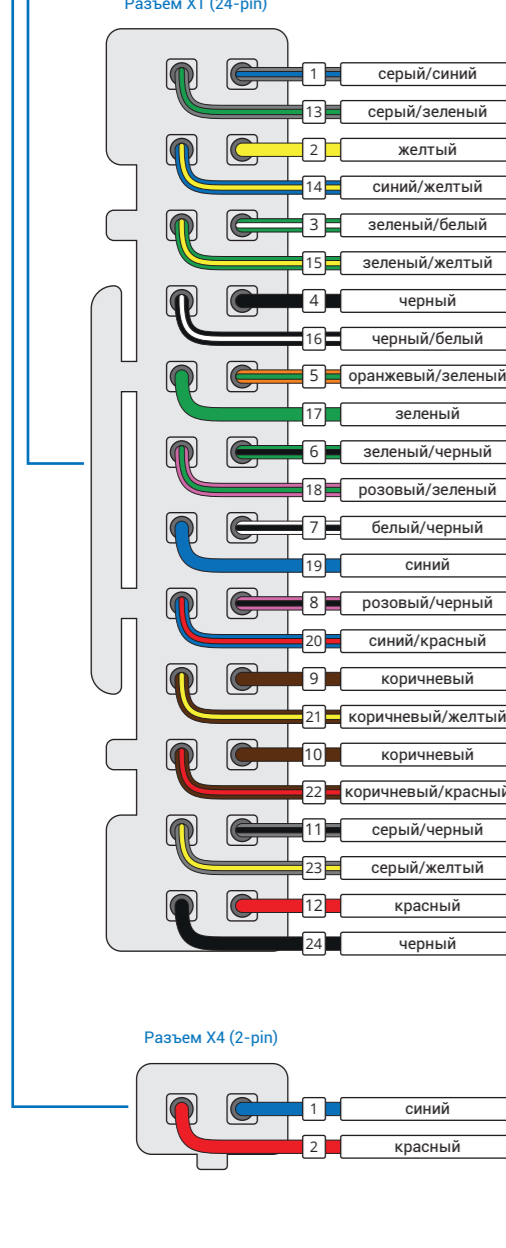 Разъем X1 (24-pin)
1 серый/синий
13 серый/зеленый
2 желтый
14 синий/желтый
3 зеленый/белый
15 зеленый/желтый
4 черный
16 черный/белый
5 оранжевый/зеленый
17 зеленый
6 зеленый/черный
18 розовый/зеленый
7 белый/черный
19 синий
8 розовый/черный
20 синий/красный
9 коричневый
21 коричневый/желтый
10 коричневый
22 коричневый/красный
11 серый/черный
23 серый/желтый
12 красный
24 черный
Разъем X4 (2-pin)
1 синий
2 красный